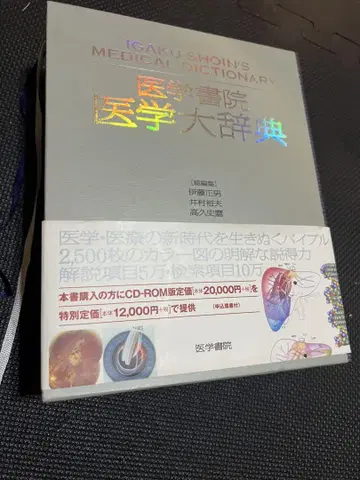 IGAKU-SHOIN'S
MEDICAL DICTIONARY
医学書院
医学大辞典
[総編集]
伊藤正男
井村裕夫
高久史麿
医学・医療の新時代を生きぬくバイブル
2,500枚のカラー図の明解な説得力
解説項目5万・検索項目10万
本書購入の方にCD-ROM版定価[本体20,000円+税]を
特別定価[本体12,000円+税]で提供 [申込書書付]
医学書院